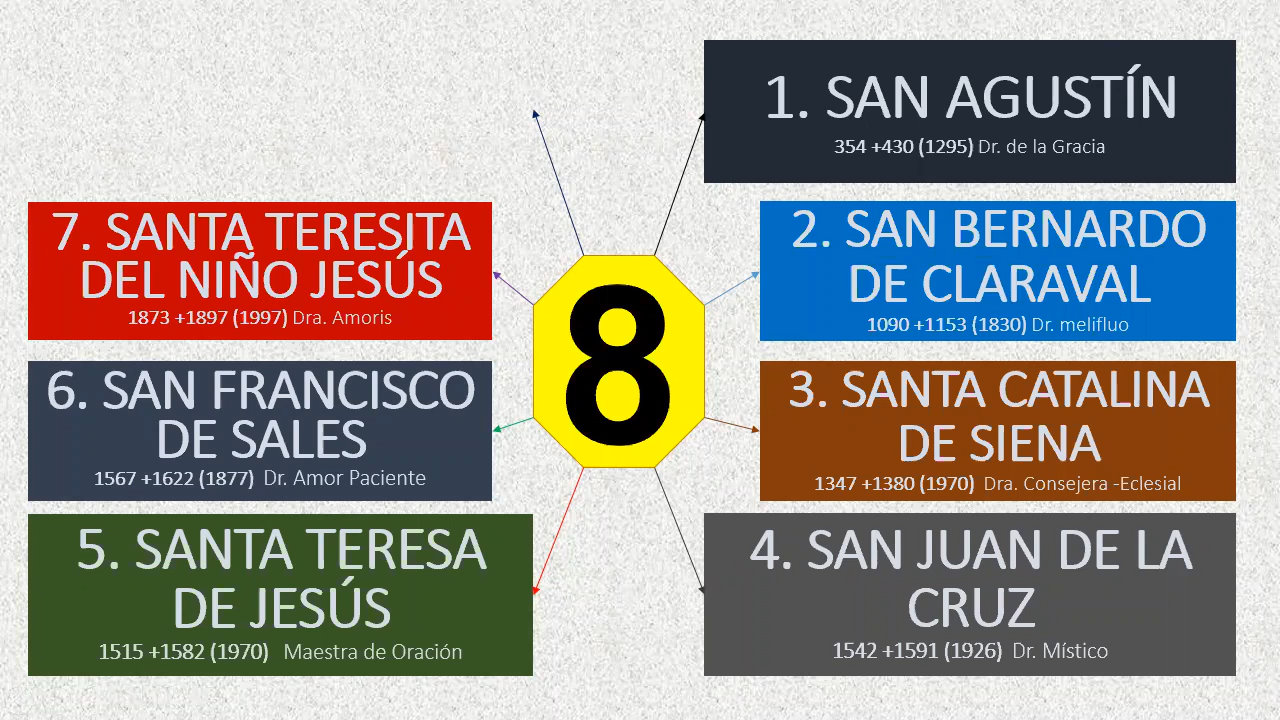 1. SAN AGUSTÍN
354 +430 (1295) Dr. de la Gracia
2. SAN BERNARDO
DE CLARAVAL
1090 +1153 (1830) Dr. melifluo
3. SANTA CATALINA
DE SIENA
1347 +1380 (1970) Dra. Consejera -Eclesial
4. SAN JUAN DE LA
CRUZ
1542 +1591 (1926) Dr. Místico
5. SANTA TERESA
DE JESÚS
1515 +1582 (1970) Maestra de Oración
6. SAN FRANCISCO
DE SALES
1567 +1622 (1877) Dr. Amor Paciente
7. SANTA TERESITA
DEL NIÑO JESÚS
1873 +1897 (1997) Dra. Amoris
8